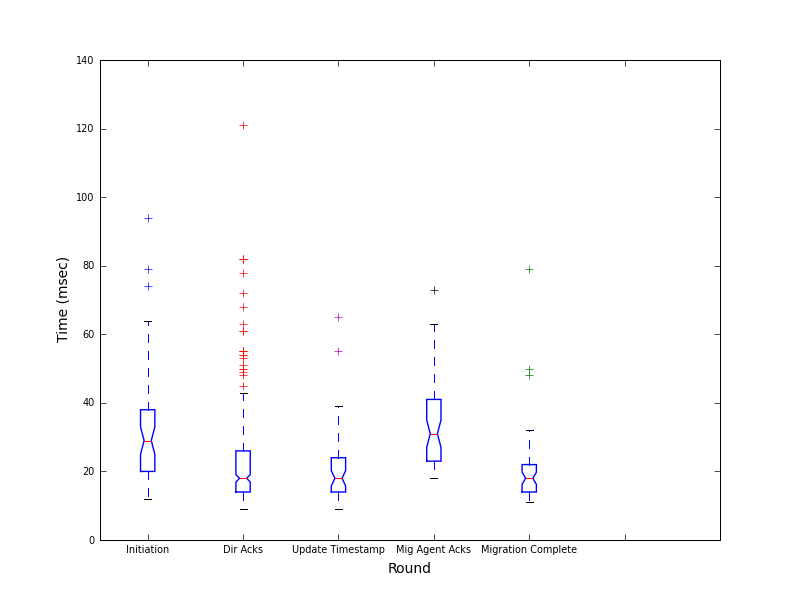 140
120
100
80
60
40
20
0
Time (msec)
Initiation Dir Acks Update Timestamp Mig Agent Acks Migration Complete
Round